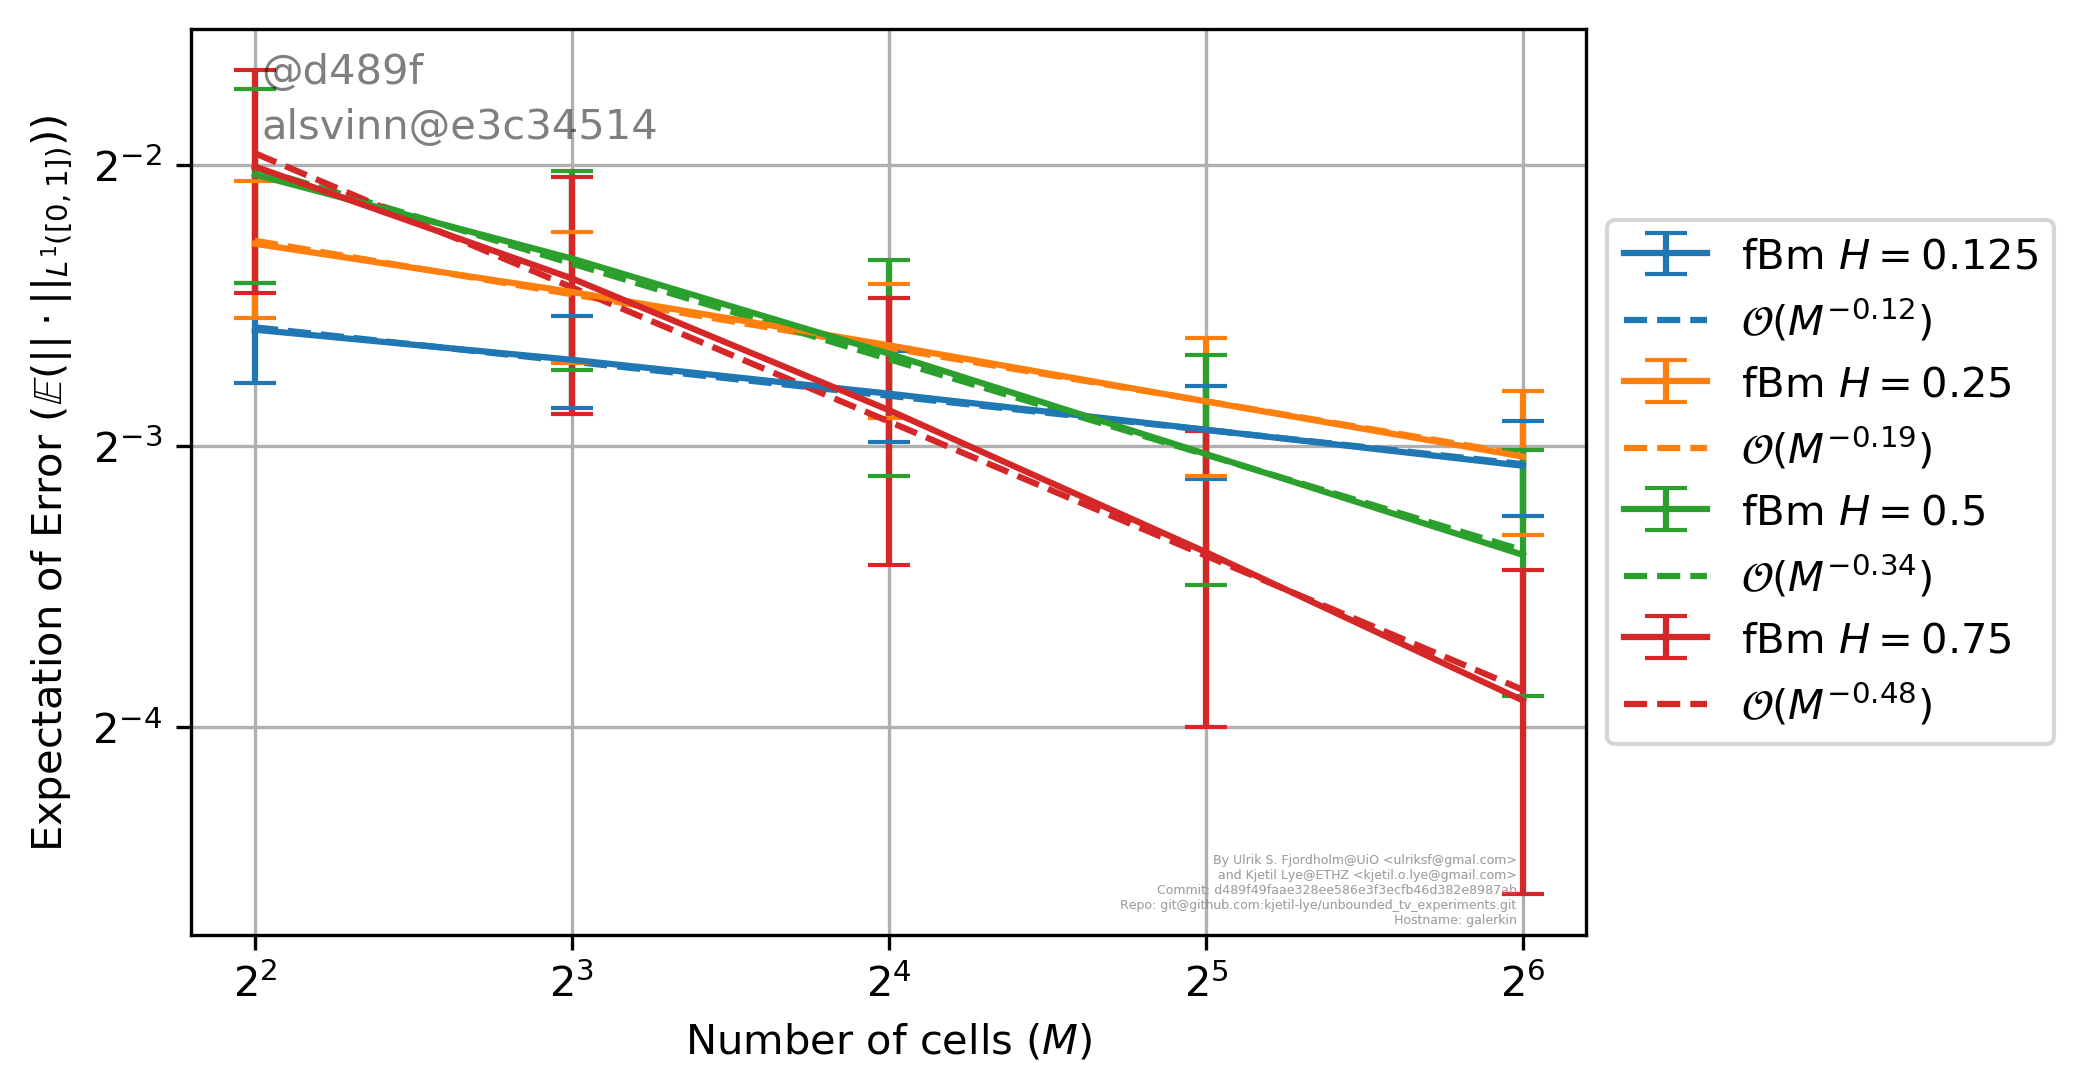 @d489f
alsvinn@e3c34514
Expectation of Error (𝔼(|| · ||_{L^1([0,1])}))
2^{-2}
2^{-3}
2^{-4}
2^2
2^3
2^4
2^5
2^6
Number of cells (M)
fBm H = 0.125
𝒪(M^{-0.12})
fBm H = 0.25
𝒪(M^{-0.19})
fBm H = 0.5
𝒪(M^{-0.34})
fBm H = 0.75
𝒪(M^{-0.48})
By Ulrik S. Fjordholm@UiO <ulriksf@gmal.com>
and Kjetil Lye@ETHZ <kjetil.o.lye@gmail.com>
Commit: d489f49faae328ee586e3f3ecfb46d382e8987ab
Repo: git@github.com:kjetil-lye/unbounded_tv_experiments.git
Hostname: galerkin